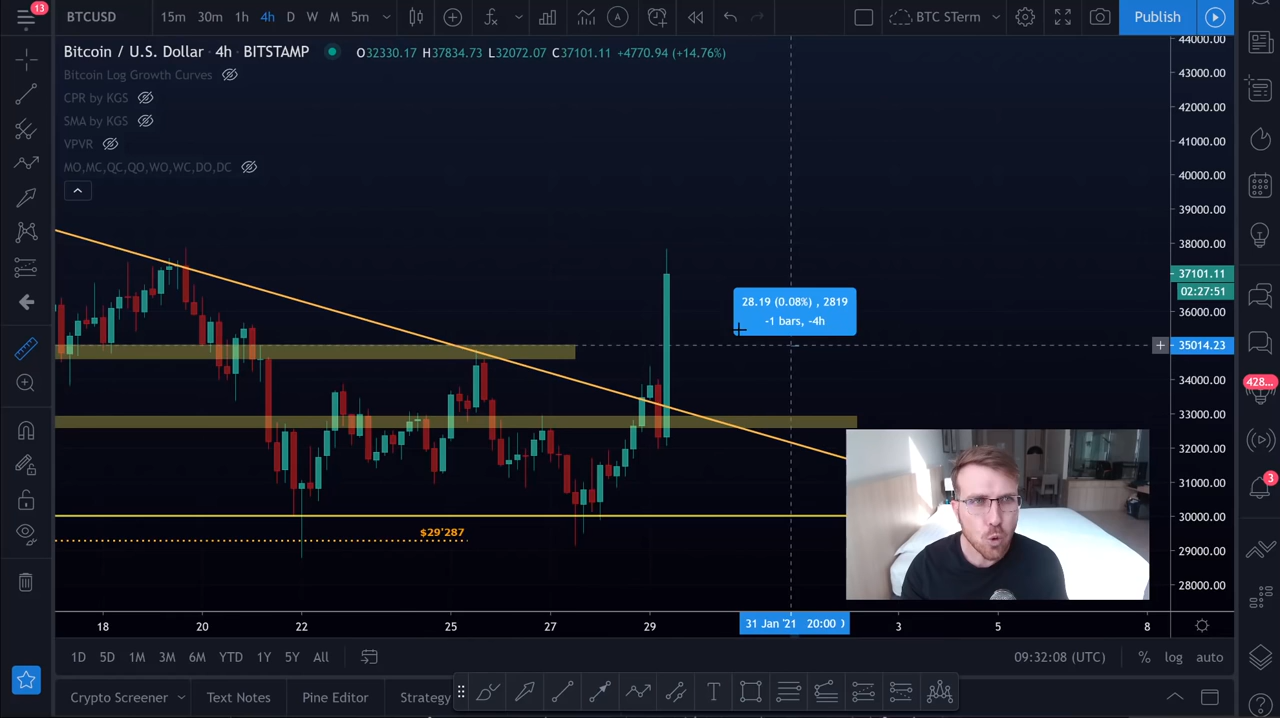 13
BTCUSD
15m 30m 1h 4h D W M 5m
BTC STerm
Publish
Bitcoin / U.S. Dollar · 4h · BITSTAMP
O32330.17 H37834.73 L32072.07 C37101.11 +4770.94 (+14.76%)
Bitcoin Log Growth Curves
CPR by KGS
SMA by KGS
VPVR
MO,MC,QC,QO,WO,WC,DO,DC
44000.00
43000.00
42000.00
41000.00
40000.00
39000.00
38000.00
37101.11
02:27:51
36000.00
35014.23
34000.00
33000.00
32000.00
31000.00
30000.00
29000.00
28000.00
28.19 (0.08%) , 2819
-1 bars, -4h
$29'287
428...
3
18 20 22 25 27 29 31 Jan '21 20:00 3 5 8
1D 5D 1M 3M 6M YTD 1Y 5Y All
09:32:08 (UTC) % log auto
Crypto Screener Text Notes Pine Editor Strategy